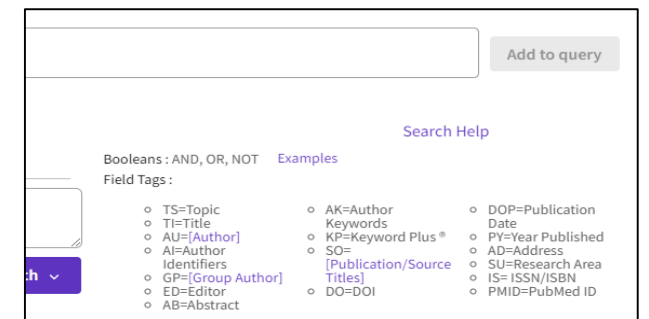 Add to query
Search Help
Booleans : AND, OR, NOT Examples
Field Tags :
TS=Topic
TI=Title
AU=[Author]
AI=Author
Identifiers
GP=[Group Author]
ED=Editor
AB=Abstract
AK=Author
Keywords
KP=Keyword Plus ®
SO=
[Publication/Source
Titles]
DO=DOI
DOP=Publication
Date
PY=Year Published
AD=Address
SU=Research Area
IS= ISSN/ISBN
PMID=PubMed ID